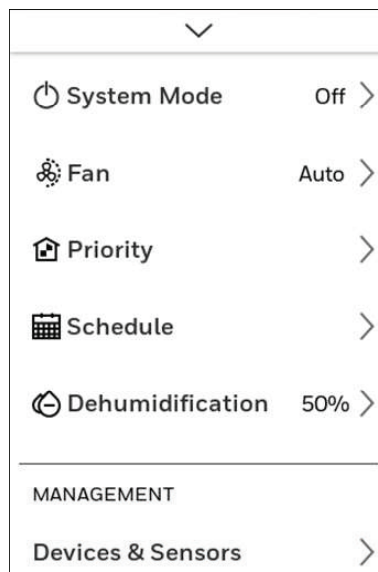 System Mode Off
Fan Auto
Priority
Schedule
Dehumidification 50%
MANAGEMENT
Devices & Sensors